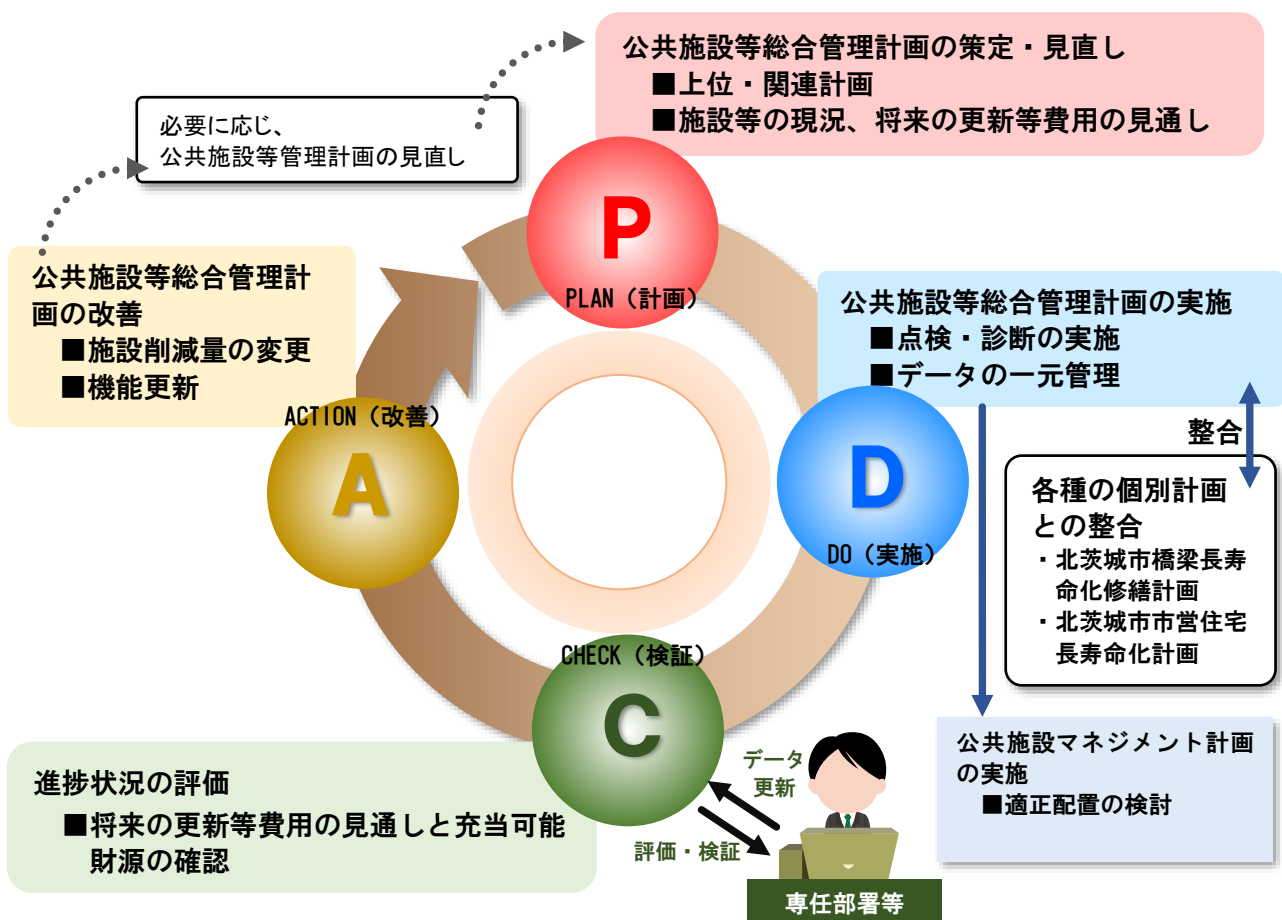 公共施設等総合管理計画の策定・見直し
■上位・関連計画
■施設等の現況、将来の更新等費用の見通し
必要に応じ、
公共施設等管理計画の見直し
P
PLAN（計画）
公共施設等総合管理計
画の改善
■施設削減量の変更
■機能更新
ACTION（改善）
A
公共施設等総合管理計画の実施
■点検・診断の実施
■データの一元管理
D
DO（実施）
整合
各種の個別計画
との整合
・北茨城市橋梁長寿
命化修繕計画
・北茨城市市営住宅
長寿命化計画
CHECK（検証）
C
公共施設マネジメント計画
の実施
■適正配置の検討
進捗状況の評価
■将来の更新等費用の見通しと充当可能
財源の確認
データ
更新
評価・検証
専任部署等